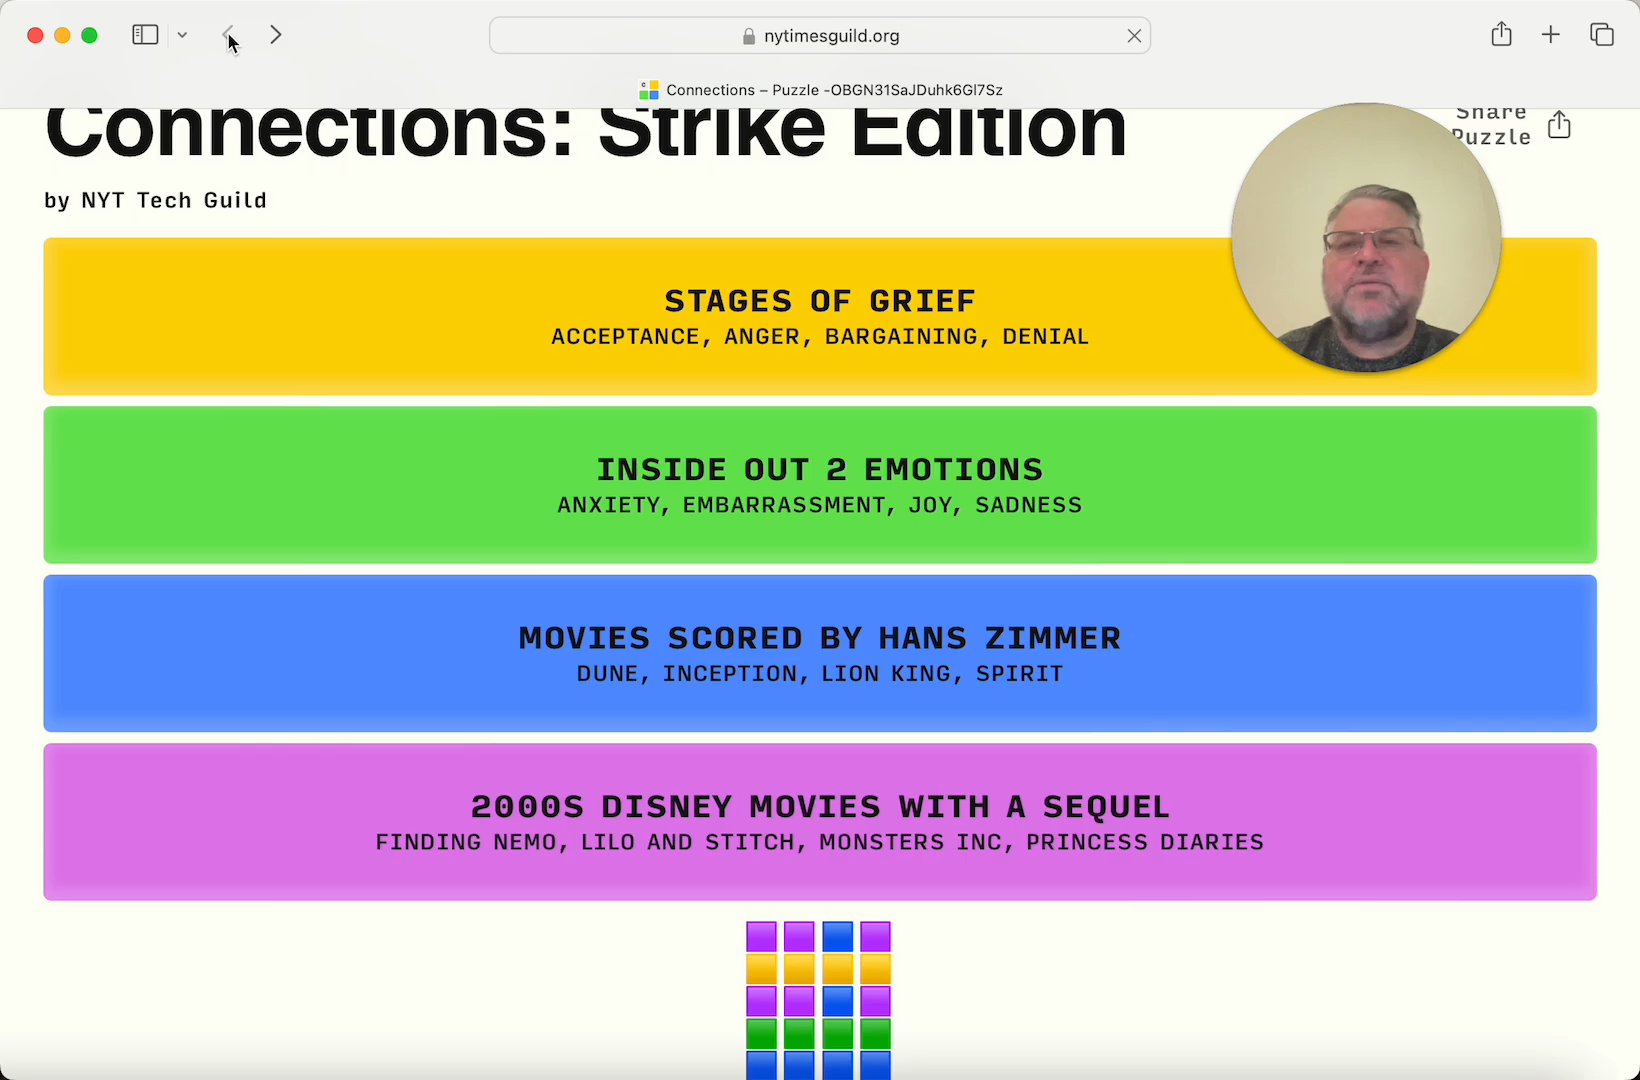 nytimesguild.org
Connections – Puzzle -OBGN31SaJDuhk6Gl7Sz
Connections: Strike Edition
Share
Puzzle
by NYT Tech Guild
STAGES OF GRIEF
ACCEPTANCE, ANGER, BARGAINING, DENIAL
INSIDE OUT 2 EMOTIONS
ANXIETY, EMBARRASSMENT, JOY, SADNESS
MOVIES SCORED BY HANS ZIMMER
DUNE, INCEPTION, LION KING, SPIRIT
2000S DISNEY MOVIES WITH A SEQUEL
FINDING NEMO, LILO AND STITCH, MONSTERS INC, PRINCESS DIARIES